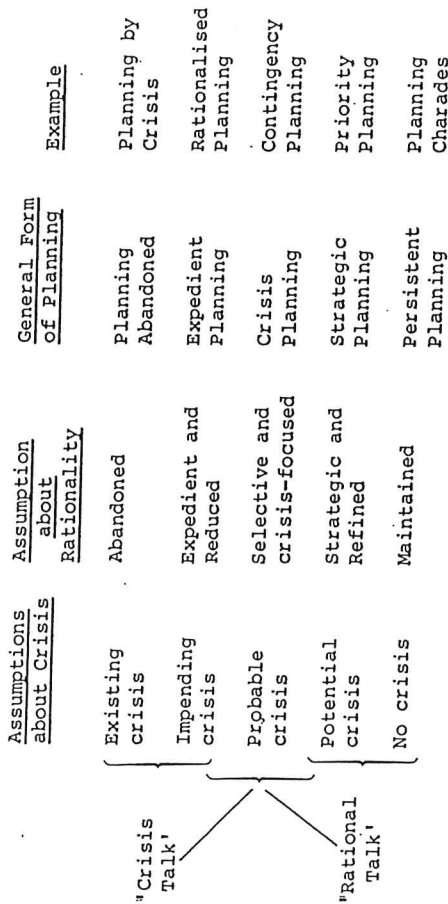 Assumptions
about Crisis
Assumption
about
Rationality
General Form
of Planning
Example
"Crisis
Talk'
"Rational
Talk'
Existing
crisis
Abandoned
Planning
Abandoned
Planning by
Crisis
Impending
crisis
Expedient and
Reduced
Expedient
Planning
Rationalised
Planning
Probable
crisis
Selective and
crisis-focused
Crisis
Planning
Contingency
Planning
Potential
crisis
Strategic and
Refined
Strategic
Planning
Priority
Planning
No crisis
Maintained
Persistent
Planning
Planning
Charades